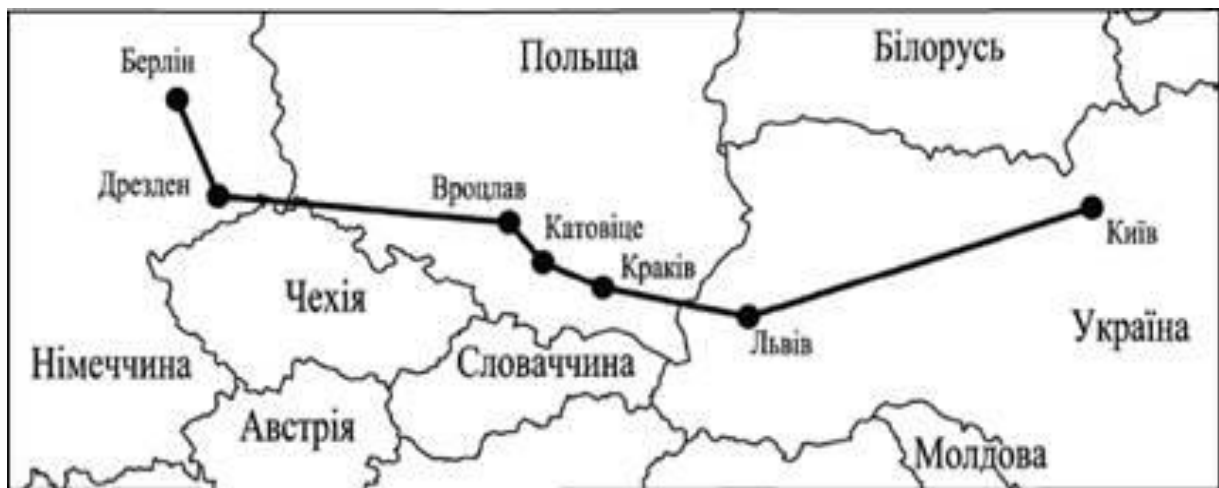 Берлін
Польща
Білорусь
Дрезден
Вроцлав
Катовіце
Київ
Краків
Чехія
Львів
Україна
Німеччина
Словаччина
Австрія
Молдова